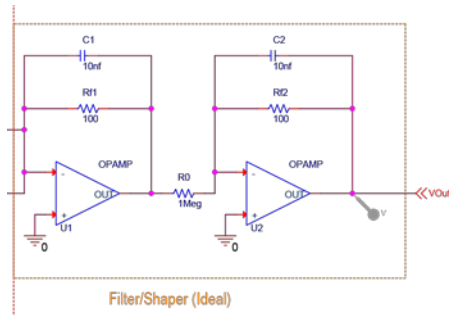 C1
10nf
Rf1
100
OPAMP
-
OUT
+
U1
0
R0
1Meg
C2
10nf
Rf2
100
OPAMP
-
OUT
+
U2
0
V
VOut
Filter/Shaper (Ideal)